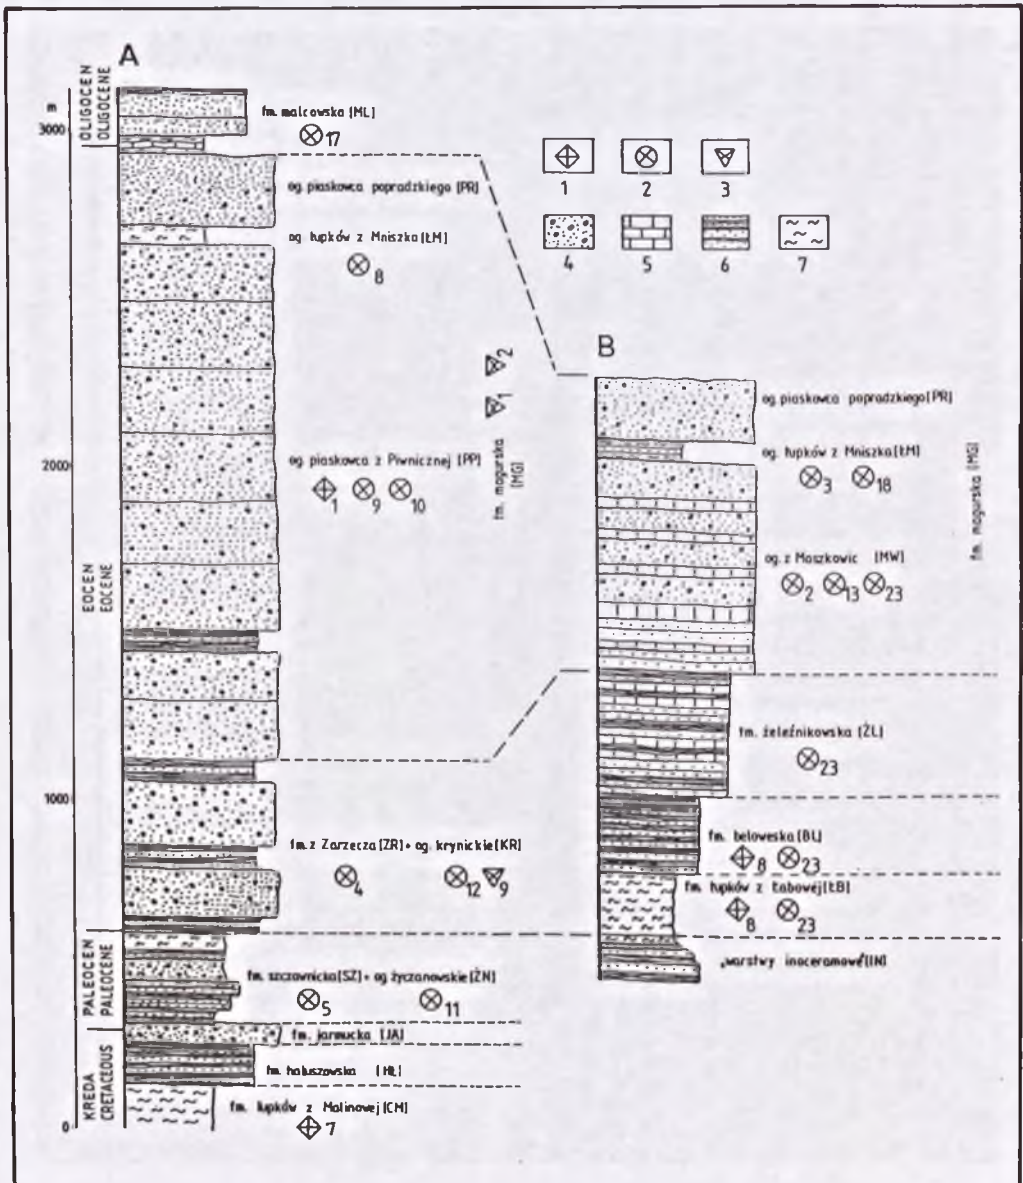 A
OLIGOCEN
OLIGOCENE
m
3000
2000
1000
0
EOCEN
EOCENE
PALEOCEN
PALEOCENE
KREDA
CRETACEOUS
fm. malcowska [ML]
17
og. piaskowca popradzkiego [PR]
og. łupków z Mniszka [ŁM]
8
og. piaskowca z Piwnicznej [PP]
1 9 10
2
1
fm. magurska
[MG]
fm. z Zarzecza [ZR] + og. krynickie [KR]
4 12 9
fm. szczawnicka [SZ] + og. życzanowskie [ŻN]
5 11
fm. jarmucka [JA]
fm. haluszowska [HŁ]
fm. łupków z Malinowej [CM]
7
1 2 3
4 5 6 7
B
og. piaskowca popradzkiego [PR]
og. łupków z Mniszka [ŁM]
3 18
og. z Maszkowic [MW]
2 13 23
fm. magurska [MG]
fm. żeleźnikowska [ŻL]
23
fm. beloweska [BL]
8 23
fm. łupków z Łabowej [ŁB]
8 23
„warstwy inoceramowe" [IN]